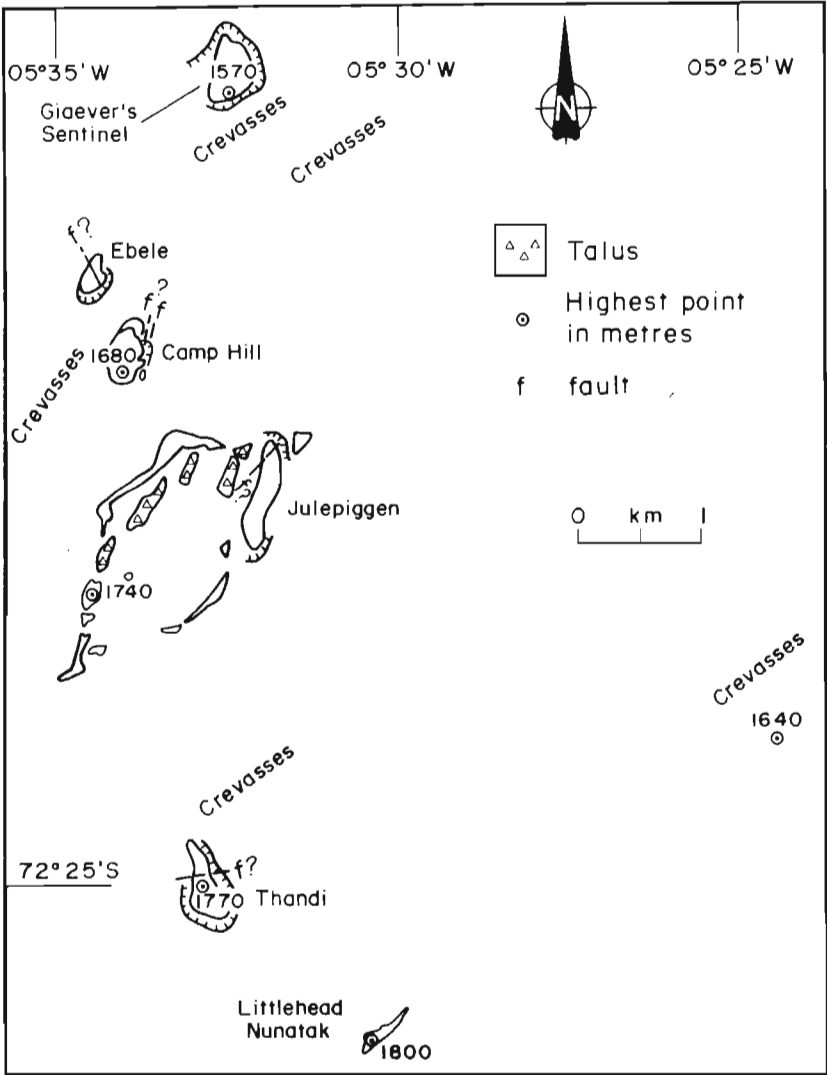 05°35'W
05°30'W
05°25'W
1570
Giaever's
Sentinel
Crevasses
Crevasses
N
f?
Ebele
f?
f
1680
Camp Hill
Crevasses
Talus
Highest point
in metres
f fault
f?
Julepiggen
0 km 1
1740
Crevasses
1640
Crevasses
72°25'S
f?
1770
Thandi
Littlehead
Nunatak
1800